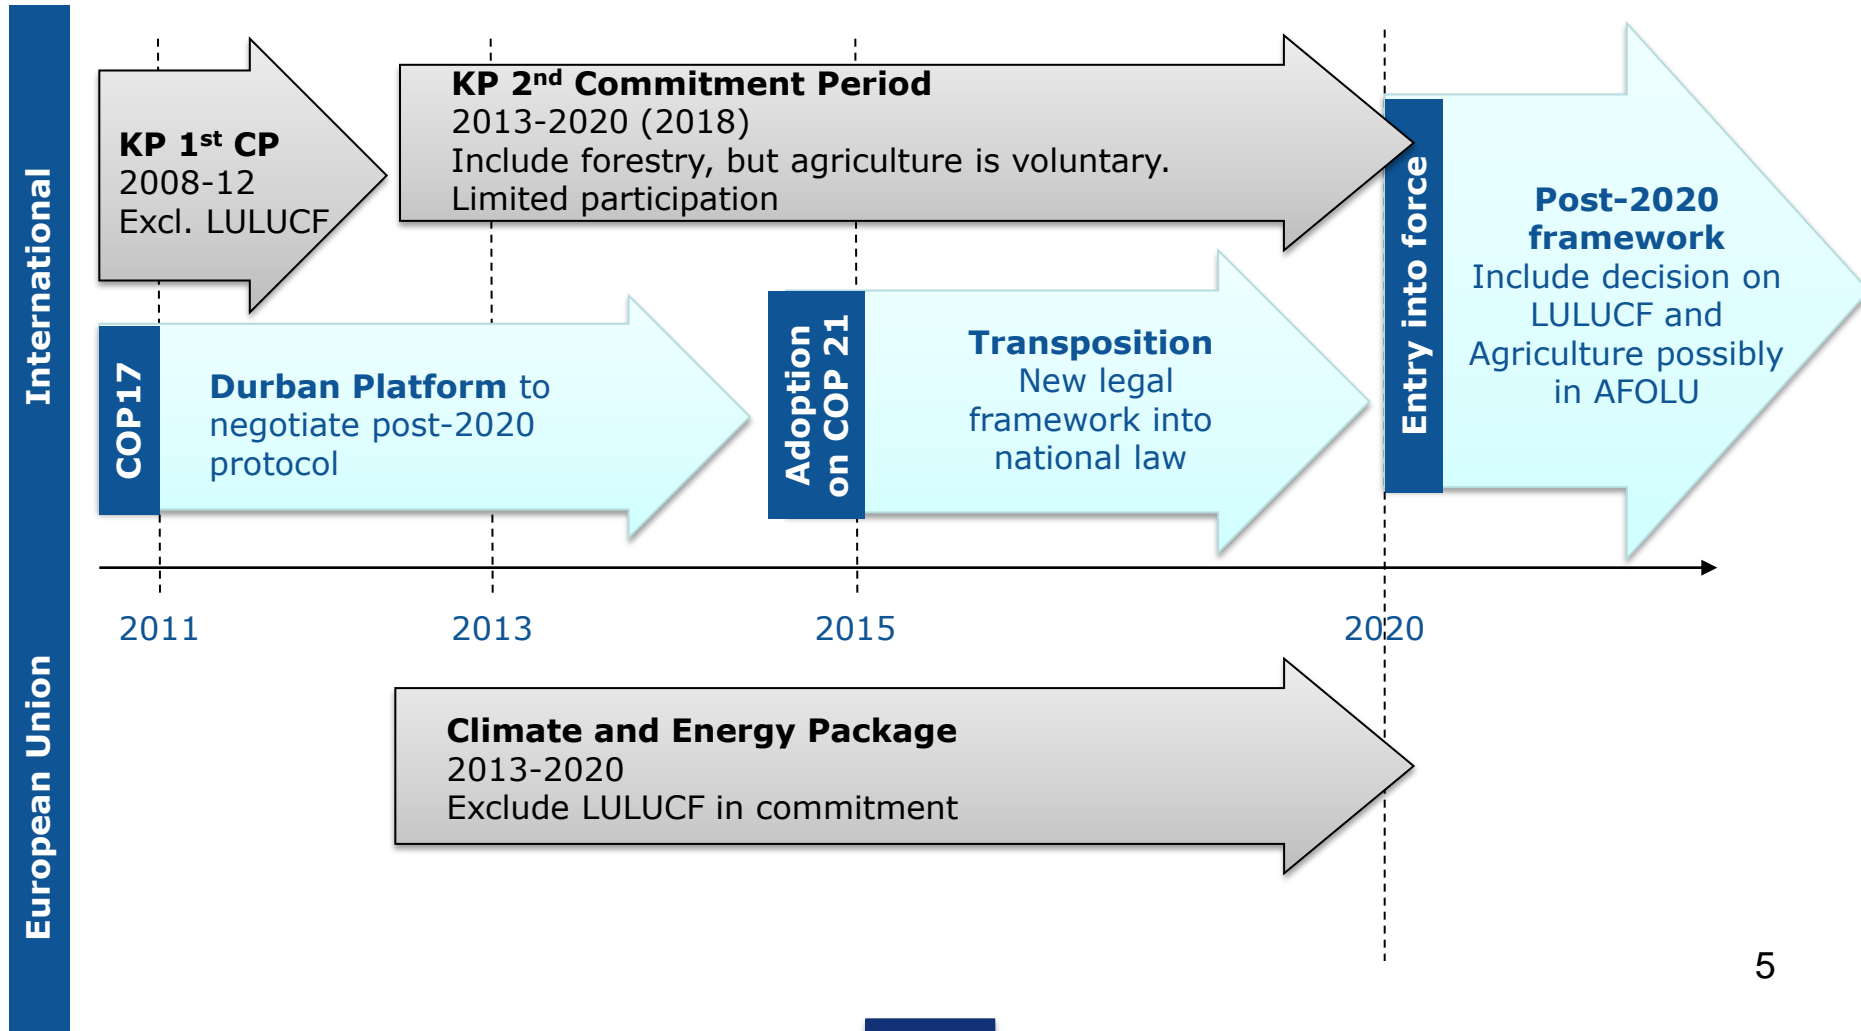 International
European Union
KP 1st CP
2008-12
Excl. LULUCF
KP 2nd Commitment Period
2013-2020 (2018)
Include forestry, but agriculture is voluntary.
Limited participation
COP17
Durban Platform to
negotiate post-2020
protocol
Adoption
on COP 21
Transposition
New legal
framework into
national law
Entry into force
Post-2020
framework
Include decision on
LULUCF and
Agriculture possibly
in AFOLU
2011
2013
2015
2020
Climate and Energy Package
2013-2020
Exclude LULUCF in commitment
5